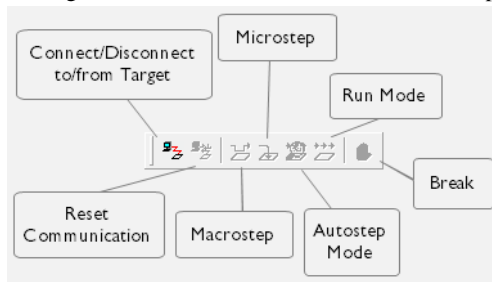 Connect/Disconnect
to/from Target
Microstep
Run Mode
Break
Reset
Communication
Macrostep
Autostep
Mode